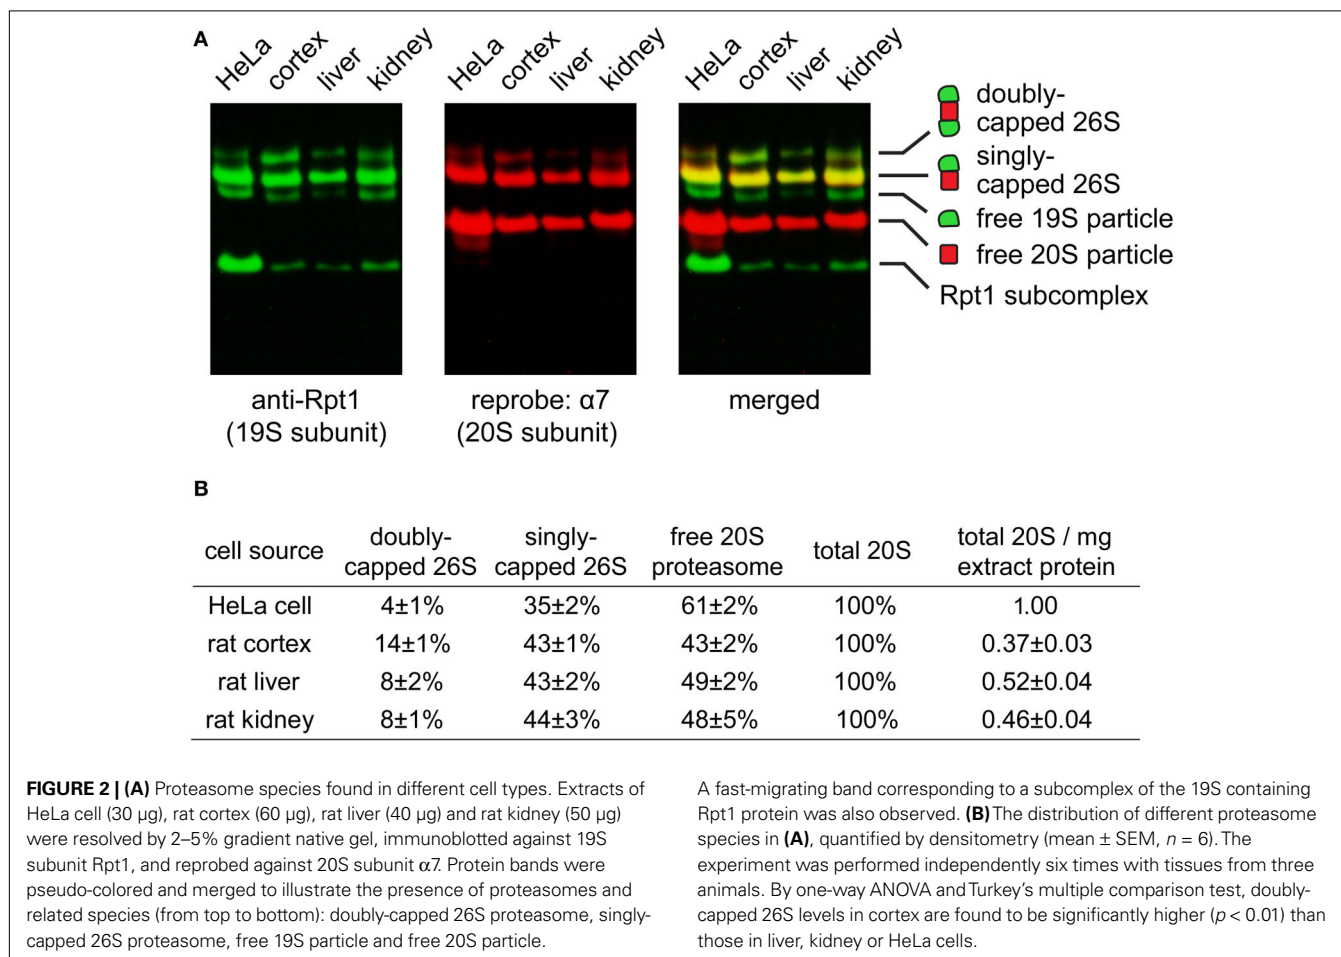 A
HeLa cortex liver kidney
HeLa cortex liver kidney
HeLa cortex liver kidney
doubly-
capped 26S
singly-
capped 26S
free 19S particle
free 20S particle
Rpt1 subcomplex
anti-Rpt1
(19S subunit)
reprobe: α7
(20S subunit)
merged
B
cell source doubly-capped 26S singly-capped 26S free 20S proteasome total 20S total 20S / mg extract protein
HeLa cell 4±1% 35±2% 61±2% 100% 1.00
rat cortex 14±1% 43±1% 43±2% 100% 0.37±0.03
rat liver 8±2% 43±2% 49±2% 100% 0.52±0.04
rat kidney 8±1% 44±3% 48±5% 100% 0.46±0.04
FIGURE 2 | (A) Proteasome species found in different cell types. Extracts of
HeLa cell (30 μg), rat cortex (60 μg), rat liver (40 μg) and rat kidney (50 μg)
were resolved by 2–5% gradient native gel, immunoblotted against 19S
subunit Rpt1, and reprobed against 20S subunit α7. Protein bands were
pseudo-colored and merged to illustrate the presence of proteasomes and
related species (from top to bottom): doubly-capped 26S proteasome, singly-
capped 26S proteasome, free 19S particle and free 20S particle.
A fast-migrating band corresponding to a subcomplex of the 19S containing
Rpt1 protein was also observed. (B) The distribution of different proteasome
species in (A), quantified by densitometry (mean ± SEM, n = 6). The
experiment was performed independently six times with tissues from three
animals. By one-way ANOVA and Turkey's multiple comparison test, doubly-
capped 26S levels in cortex are found to be significantly higher (p < 0.01) than
those in liver, kidney or HeLa cells.